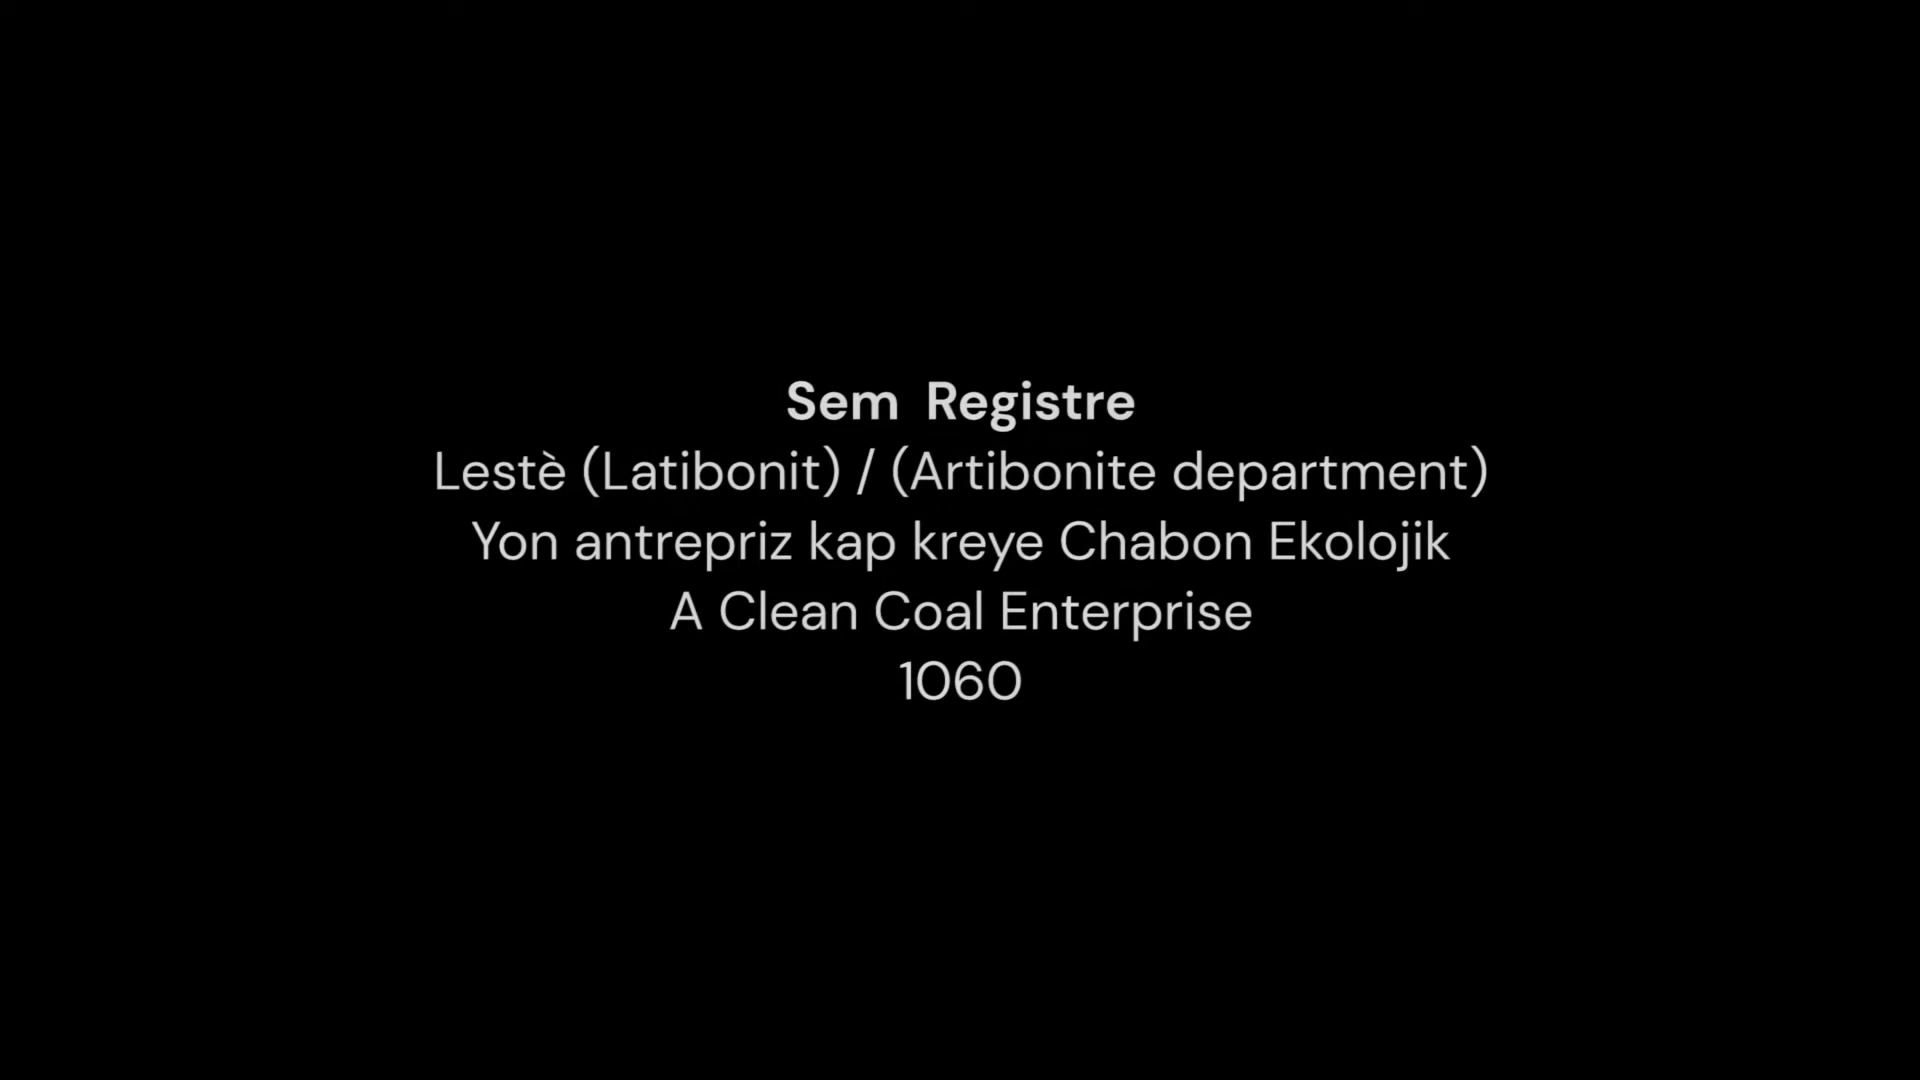 Sem Registre
Lestè (Latibonit) / (Artibonite department)
Yon antrepriz kap kreye Chabon Ekolojik
A Clean Coal Enterprise
1060